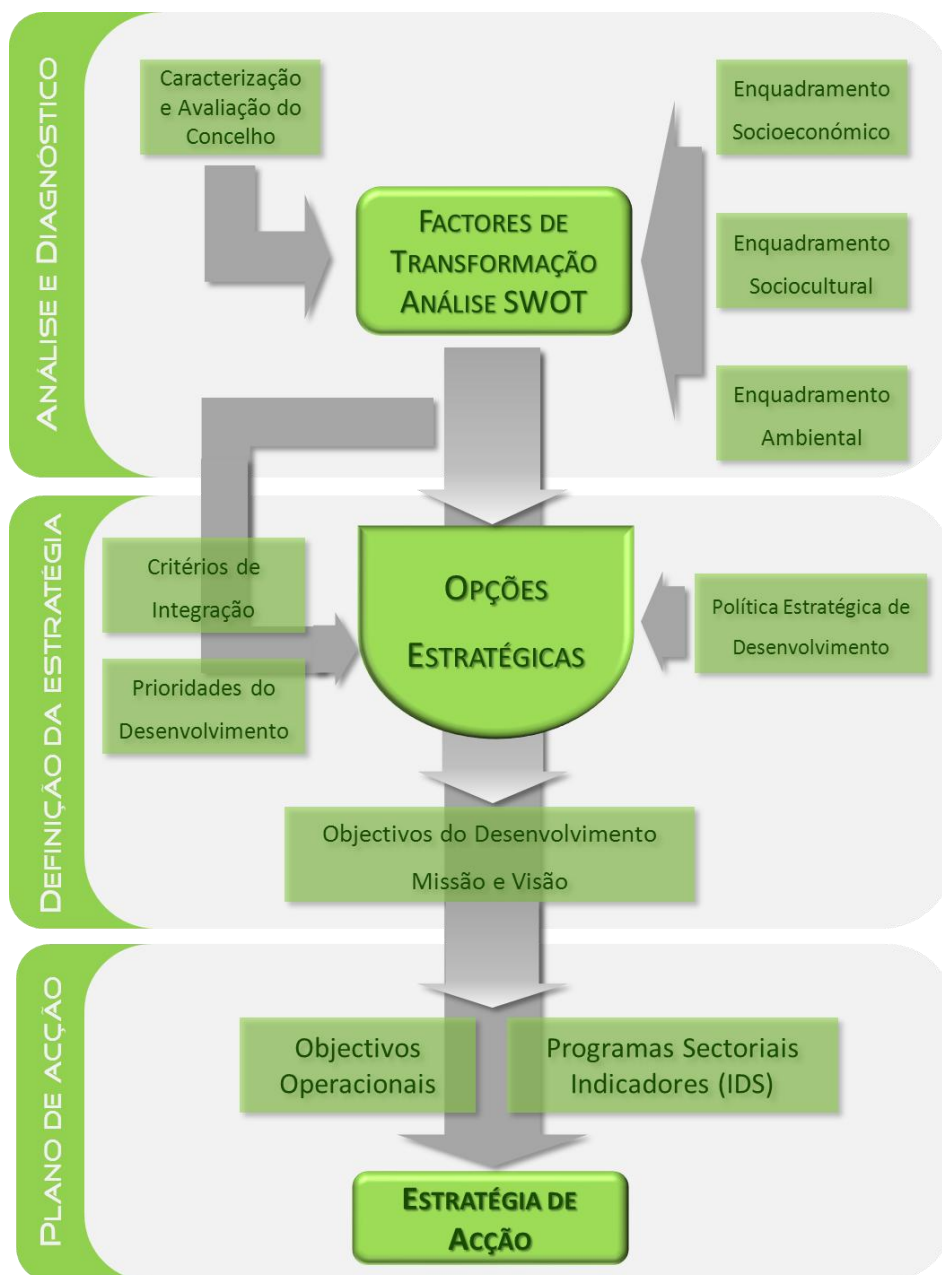 ANÁLISE E DIAGNÓSTICO
Caracterização
e Avaliação do
Concelho
Enquadramento
Socioeconómico
FACTORES DE
TRANSFORMAÇÃO
ANÁLISE SWOT
Enquadramento
Sociocultural
Enquadramento
Ambiental
DEFINIÇÃO DA ESTRATÉGIA
Critérios de
Integração
Prioridades do
Desenvolvimento
OPÇÕES
ESTRATÉGICAS
Política Estratégica de
Desenvolvimento
Objectivos do Desenvolvimento
Missão e Visão
PLANO DE ACÇÃO
Objectivos
Operacionais
Programas Sectoriais
Indicadores (IDS)
ESTRATÉGIA DE
ACÇÃO